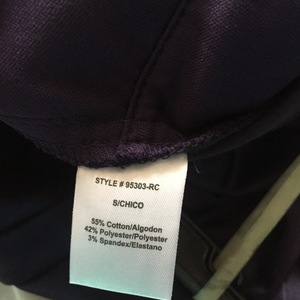 STYLE # 95303-RC
S/CHICO
55% Cotton/Algodon
42% Polyester/Polyester
3% Spandex/Elastano